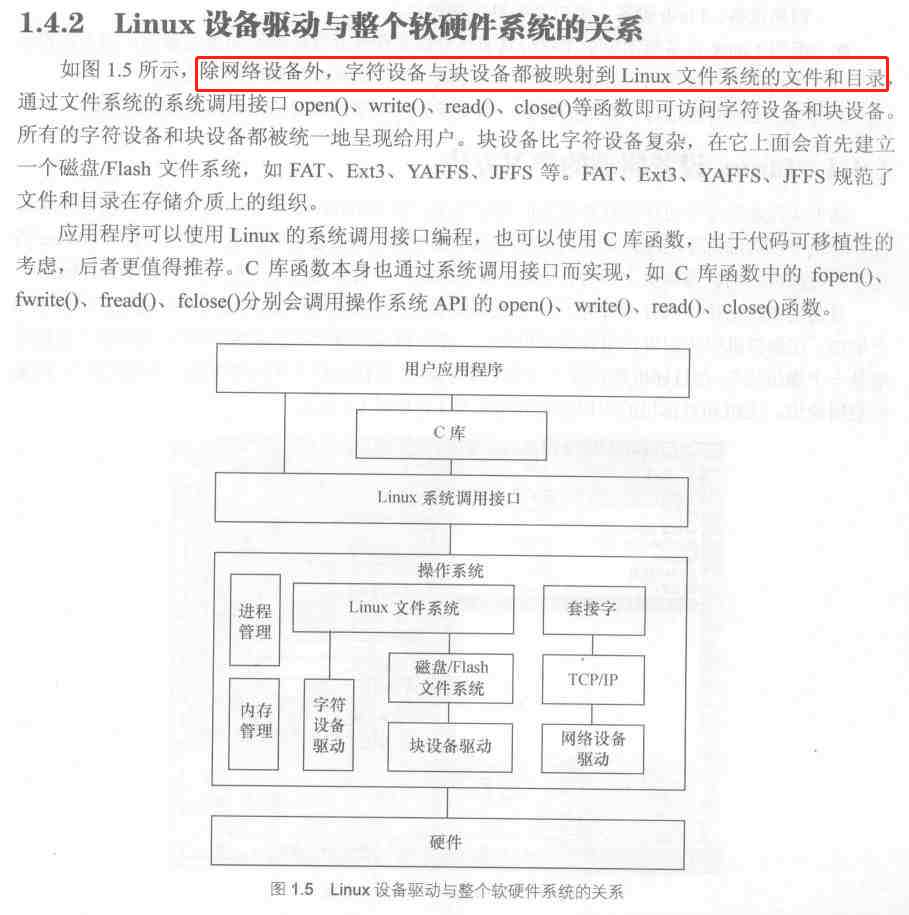 1.4.2 Linux 设备驱动与整个软硬件系统的关系
如图 1.5 所示，除网络设备外，字符设备与块设备都被映射到 Linux 文件系统的文件和目录，
通过文件系统的系统调用接口 open()、write()、read()、close()等函数即可访问字符设备和块设备。
所有的字符设备和块设备都被统一地呈现给用户。块设备比字符设备复杂，在它上面会首先建立
一个磁盘/Flash 文件系统，如 FAT、Ext3、YAFFS、JFFS 等。FAT、Ext3、YAFFS、JFFS 规范了
文件和目录在存储介质上的组织。
应用程序可以使用 Linux 的系统调用接口编程，也可以使用 C 库函数，出于代码可移植性的
考虑，后者更值得推荐。C 库函数本身也通过系统调用接口而实现，如 C 库函数中的 fopen()、
fwrite()、fread()、fclose()分别会调用操作系统 API 的 open()、write()、read()、close()函数。
用户应用程序
C 库
Linux 系统调用接口
操作系统
进程
管理
Linux 文件系统
套接字
磁盘/Flash
文件系统
TCP/IP
内存
管理
字符
设备
驱动
块设备驱动
网络设备
驱动
硬件
图 1.5 Linux 设备驱动与整个软硬件系统的关系